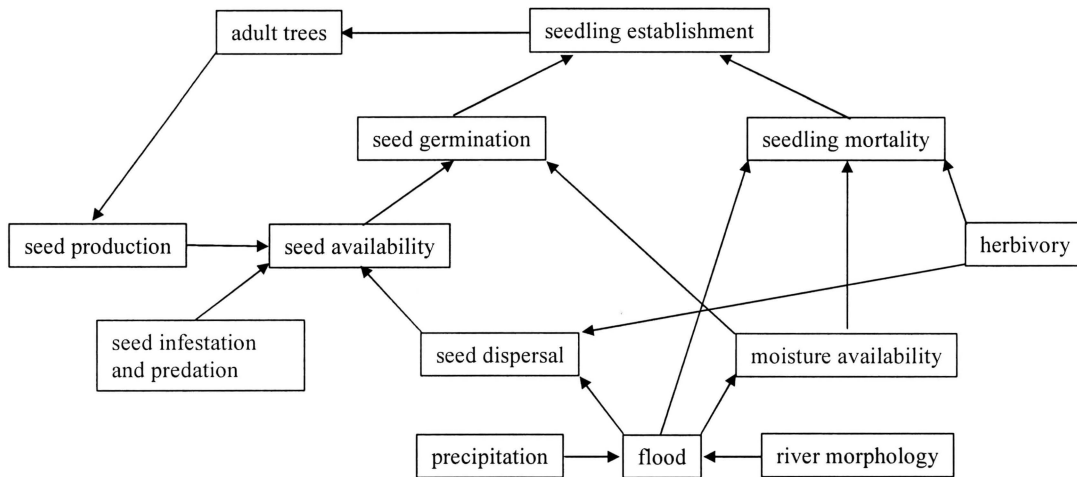 adult trees
seedling establishment
seed germination
seedling mortality
seed production
seed availability
herbivory
seed infestation
and predation
seed dispersal
moisture availability
precipitation
flood
river morphology